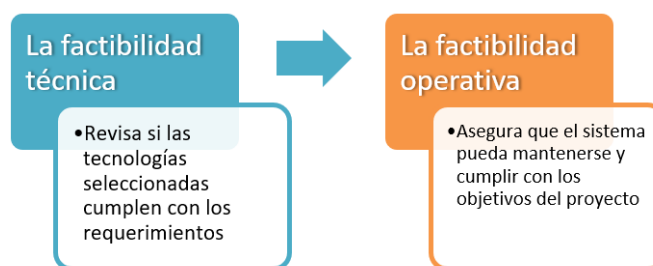 La factibilidad
técnica
•Revisa si las
tecnologías
seleccionadas
cumplen con los
requerimientos
La factibilidad
operativa
•Asegura que el sistema
pueda mantenerse y
cumplir con los
objetivos del proyecto